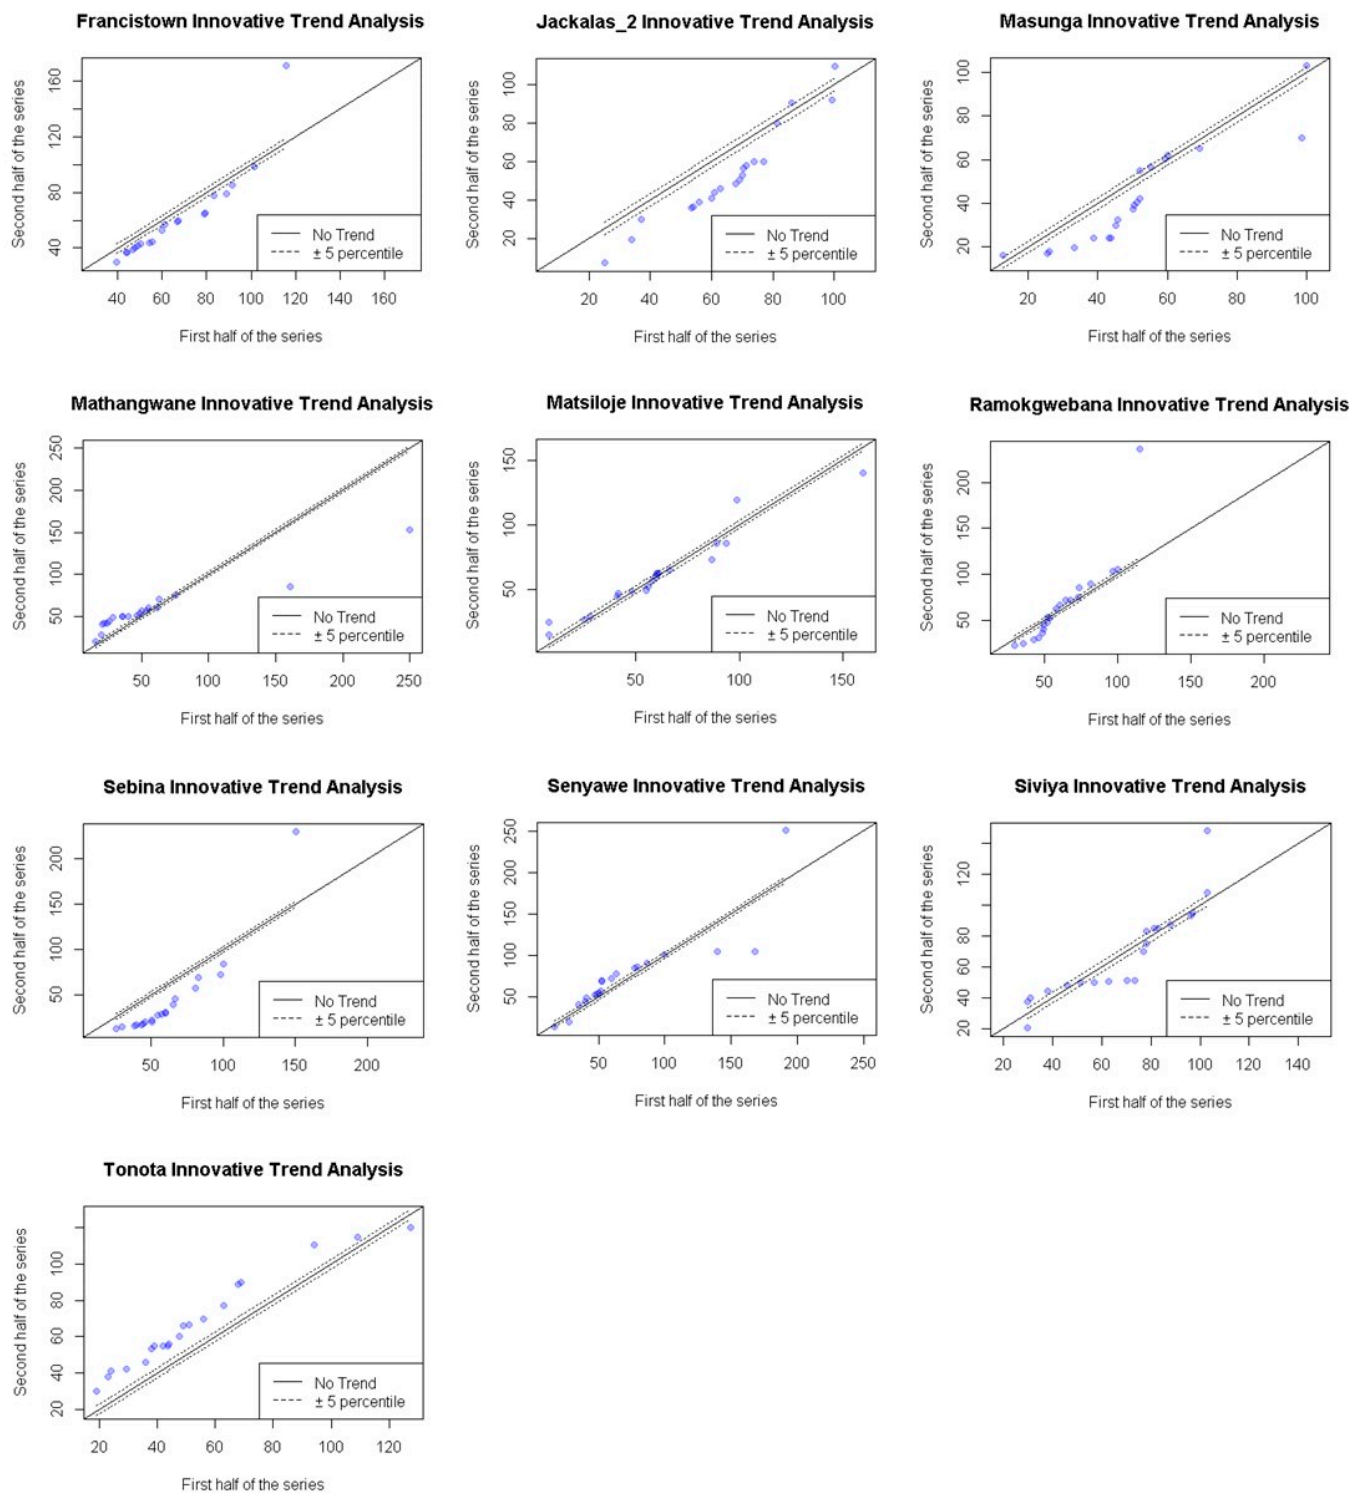 Francistown Innovative Trend Analysis
Second half of the series
160
120
80
40
No Trend
± 5 percentile
40 60 80 100 120 140 160
First half of the series
Jackalas_2 Innovative Trend Analysis
Second half of the series
100
80
60
40
20
No Trend
± 5 percentile
20 40 60 80 100
First half of the series
Masunga Innovative Trend Analysis
Second half of the series
100
80
60
40
20
No Trend
± 5 percentile
20 40 60 80 100
First half of the series
Mathangwane Innovative Trend Analysis
Second half of the series
250
200
150
100
50
No Trend
± 5 percentile
50 100 150 200 250
First half of the series
Matsiloje Innovative Trend Analysis
Second half of the series
150
100
50
No Trend
± 5 percentile
50 100 150
First half of the series
Ramokgwebana Innovative Trend Analysis
Second half of the series
200
150
100
50
No Trend
± 5 percentile
50 100 150 200
First half of the series
Sebina Innovative Trend Analysis
Second half of the series
200
150
100
50
No Trend
± 5 percentile
50 100 150 200
First half of the series
Senyawe Innovative Trend Analysis
Second half of the series
250
200
150
100
50
No Trend
± 5 percentile
50 100 150 200 250
First half of the series
Siviya Innovative Trend Analysis
Second half of the series
120
80
60
40
20
No Trend
± 5 percentile
20 40 60 80 100 120 140
First half of the series
Tonota Innovative Trend Analysis
Second half of the series
100
80
60
40
20
No Trend
± 5 percentile
20 40 60 80 100 120
First half of the series